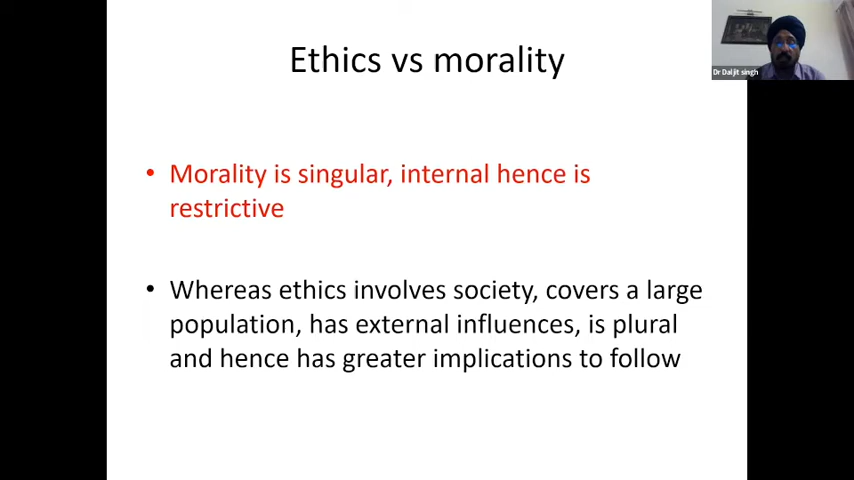 Ethics vs morality
Dr Daljit singh
• Morality is singular, internal hence is
restrictive
• Whereas ethics involves society, covers a large
population, has external influences, is plural
and hence has greater implications to follow